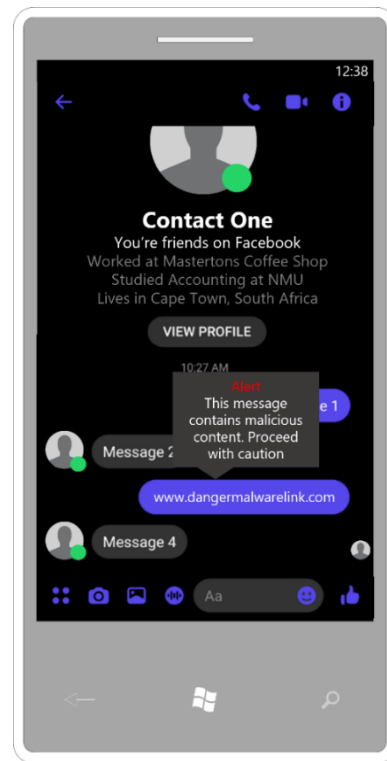 12:38
Contact One
You're friends on Facebook
Worked at Mastertons Coffee Shop
Studied Accounting at NMU
Lives in Cape Town, South Africa
VIEW PROFILE
10:27 AM
Alert
This message
contains malicious
content. Proceed
with caution
e 1
Message 2
www.dangermalwarelink.com
Message 4
Aa